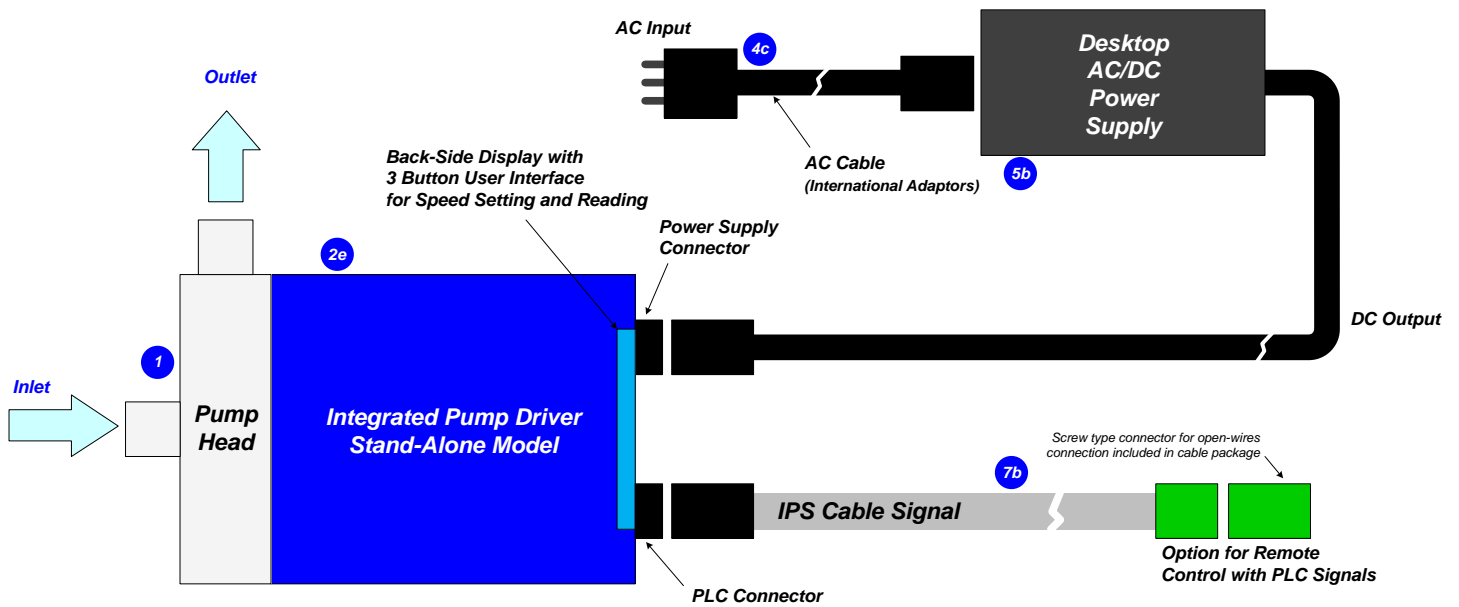 AC Input
4c
Desktop
AC/DC
Power
Supply
Outlet
AC Cable
(International Adaptors)
5b
Back-Side Display with
3 Button User Interface
for Speed Setting and Reading
Power Supply
Connector
2e
DC Output
1
Inlet
Pump
Head
Integrated Pump Driver
Stand-Alone Model
Screw type connector for open-wires
connection included in cable package
7b
IPS Cable Signal
Option for Remote
Control with PLC Signals
PLC Connector